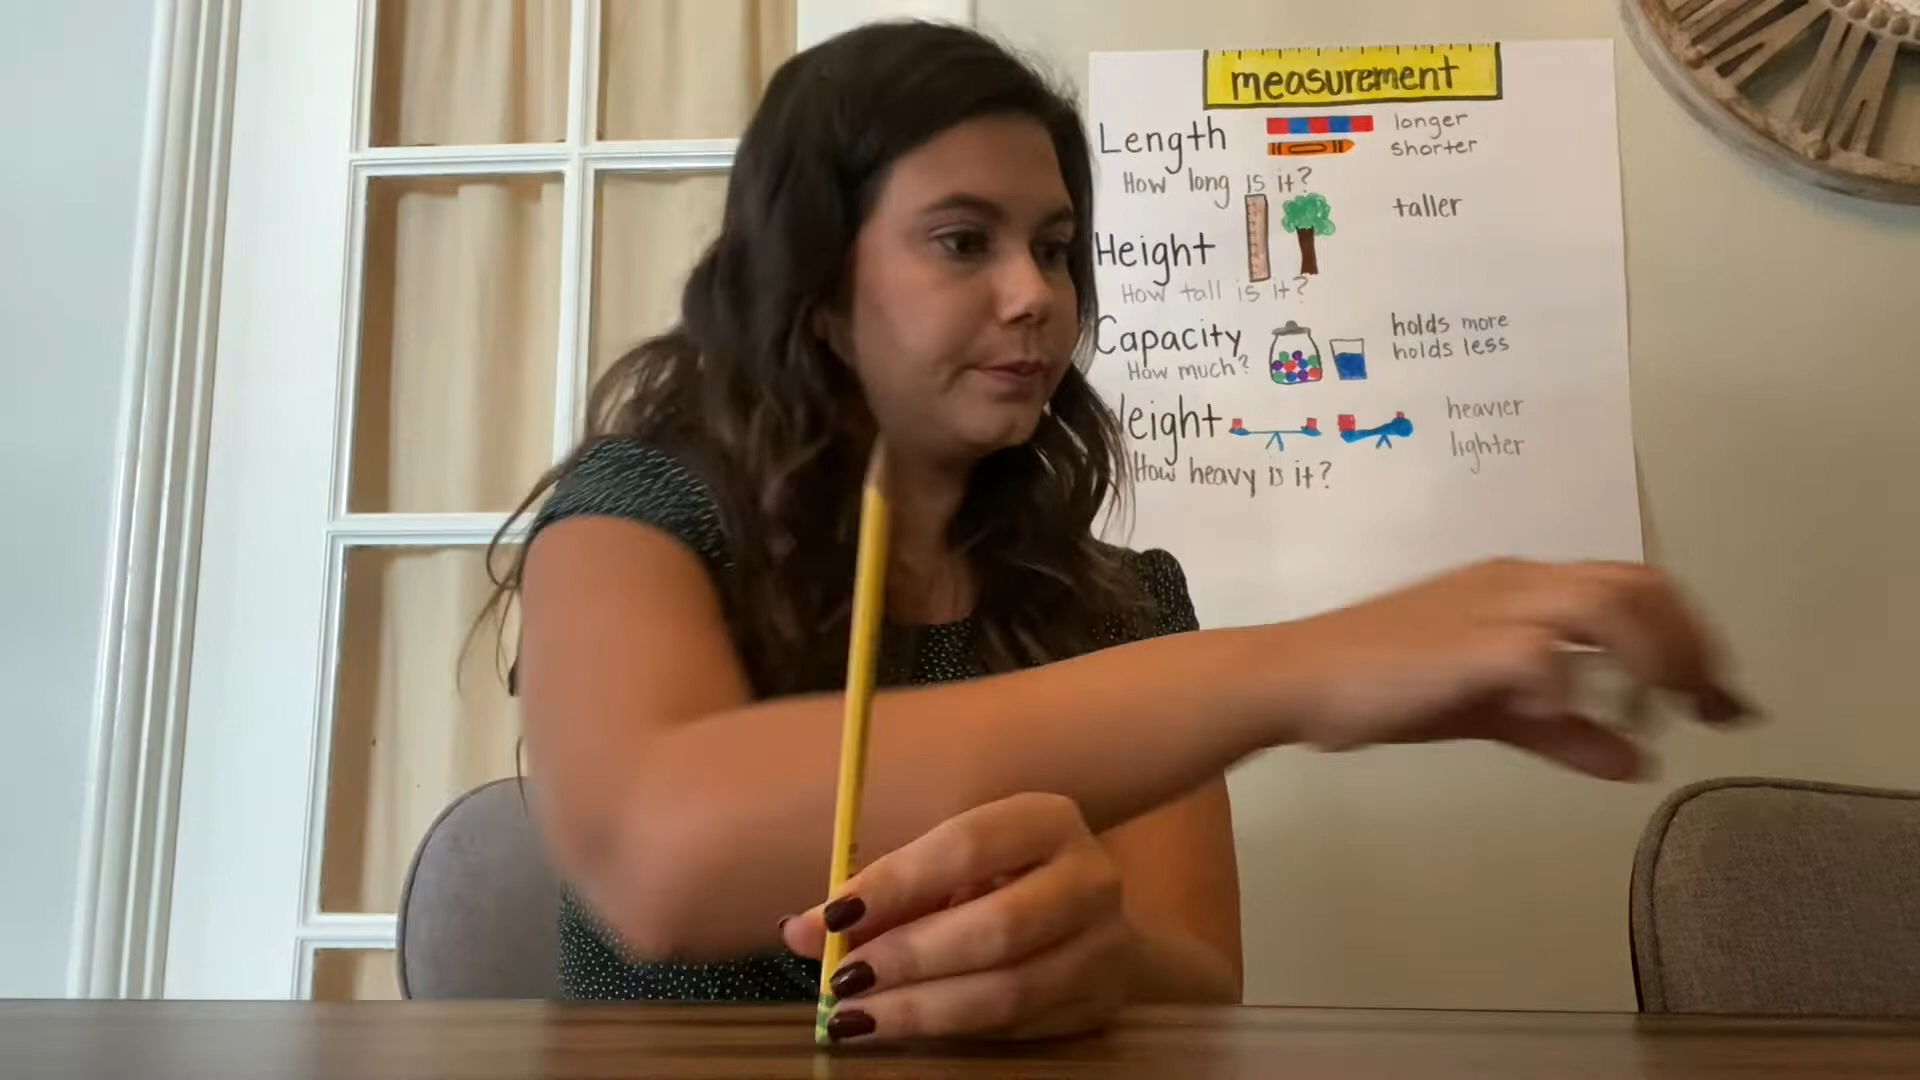 measurement
Length longer
shorter
How long is it?
taller
Height
How tall is it?
Capacity holds more
How much? holds less
eight heavier
lighter
How heavy is it?